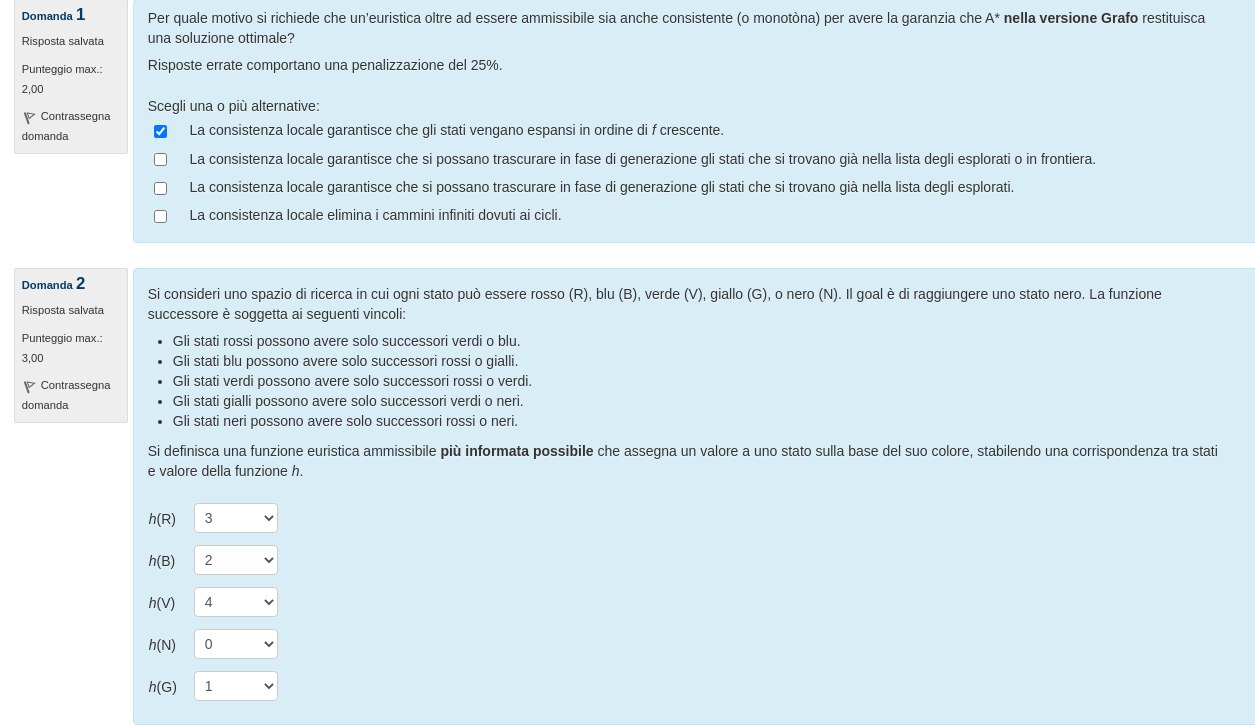 Domanda 1
Risposta salvata
Punteggio max.:
2,00
Contrassegna
domanda
Per quale motivo si richiede che un'euristica oltre ad essere ammissibile sia anche consistente (o monotòna) per avere la garanzia che A* nella versione Grafo restituisca
una soluzione ottimale?
Risposte errate comportano una penalizzazione del 25%.
Scegli una o più alternative:
La consistenza locale garantisce che gli stati vengano espansi in ordine di f crescente.
La consistenza locale garantisce che si possano trascurare in fase di generazione gli stati che si trovano già nella lista degli esplorati o in frontiera.
La consistenza locale garantisce che si possano trascurare in fase di generazione gli stati che si trovano già nella lista degli esplorati.
La consistenza locale elimina i cammini infiniti dovuti ai cicli.
Domanda 2
Risposta salvata
Punteggio max.:
3,00
Contrassegna
domanda
Si consideri uno spazio di ricerca in cui ogni stato può essere rosso (R), blu (B), verde (V), giallo (G), o nero (N). Il goal è di raggiungere uno stato nero. La funzione
successore è soggetta ai seguenti vincoli:
• Gli stati rossi possono avere solo successori verdi o blu.
• Gli stati blu possono avere solo successori rossi o gialli.
• Gli stati verdi possono avere solo successori rossi o verdi.
• Gli stati gialli possono avere solo successori verdi o neri.
• Gli stati neri possono avere solo successori rossi o neri.
Si definisca una funzione euristica ammissibile più informata possibile che assegna un valore a uno stato sulla base del suo colore, stabilendo una corrispondenza tra stati
e valore della funzione h.
h(R) 3
h(B) 2
h(V) 4
h(N) 0
h(G) 1